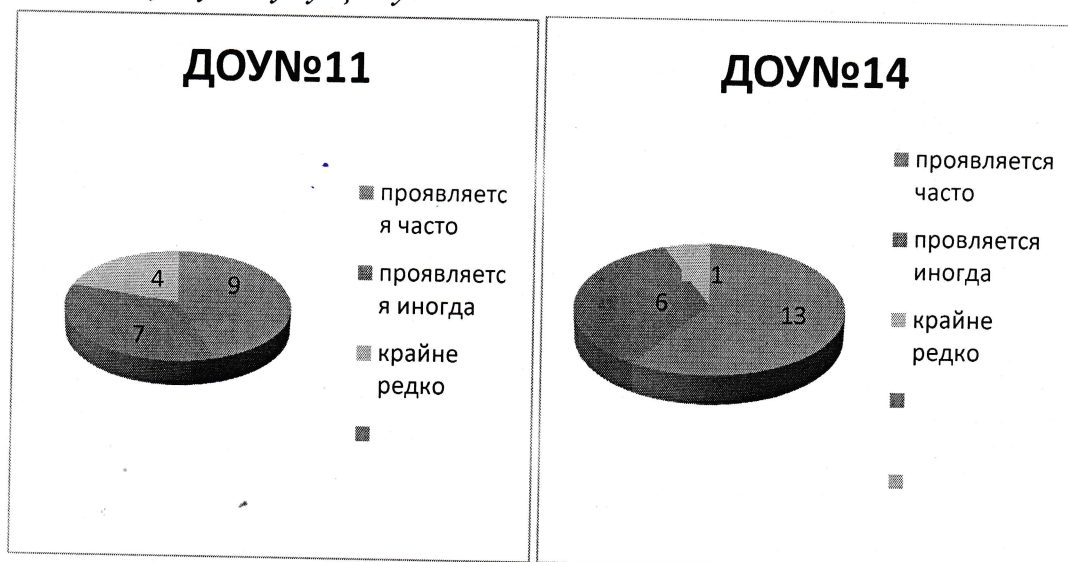 ДОУ№11
4
9
7
проявляетс
я часто
проявляетс
я иногда
крайне
редко
ДОУ№14
1
6
13
проявляется
часто
провляется
иногда
крайне
редко